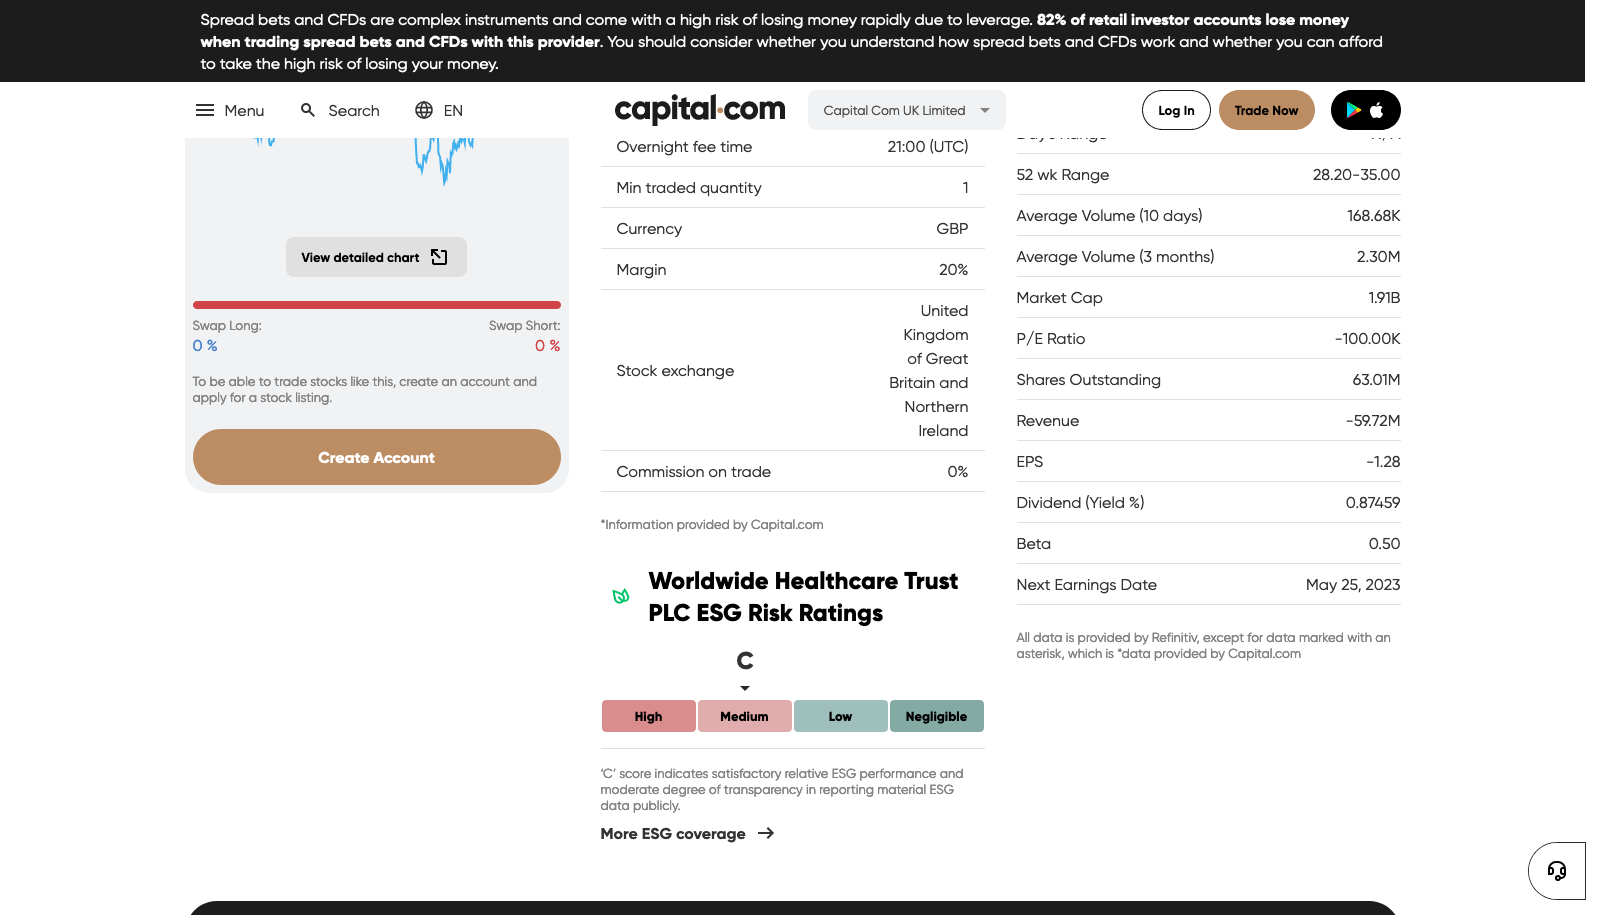 Spread bets and CFDs are complex instruments and come with a high risk of losing money rapidly due to leverage. 82% of retail investor accounts lose money
when trading spread bets and CFDs with this provider. You should consider whether you understand how spread bets and CFDs work and whether you can afford
to take the high risk of losing your money.
Menu
Search
EN
capital.com
Capital Com UK Limited
Log In
Trade Now
View detailed chart
Swap Long:
Swap Short:
0 %
0 %
To be able to trade stocks like this, create an account and
apply for a stock listing.
Create Account
Overnight fee time 21:00 (UTC)
Min traded quantity 1
Currency GBP
Margin 20%
Stock exchange
United
Kingdom
of Great
Britain and
Northern
Ireland
Commission on trade 0%
*Information provided by Capital.com
Worldwide Healthcare Trust
PLC ESG Risk Ratings
C
High
Medium
Low
Negligible
‘C’ score indicates satisfactory relative ESG performance and
moderate degree of transparency in reporting material ESG
data publicly.
More ESG coverage
52 wk Range 28.20-35.00
Average Volume (10 days) 168.68K
Average Volume (3 months) 2.30M
Market Cap 1.91B
P/E Ratio -100.00K
Shares Outstanding 63.01M
Revenue -59.72M
EPS -1.28
Dividend (Yield %) 0.87459
Beta 0.50
Next Earnings Date May 25, 2023
All data is provided by Refinitiv, except for data marked with an
asterisk, which is *data provided by Capital.com